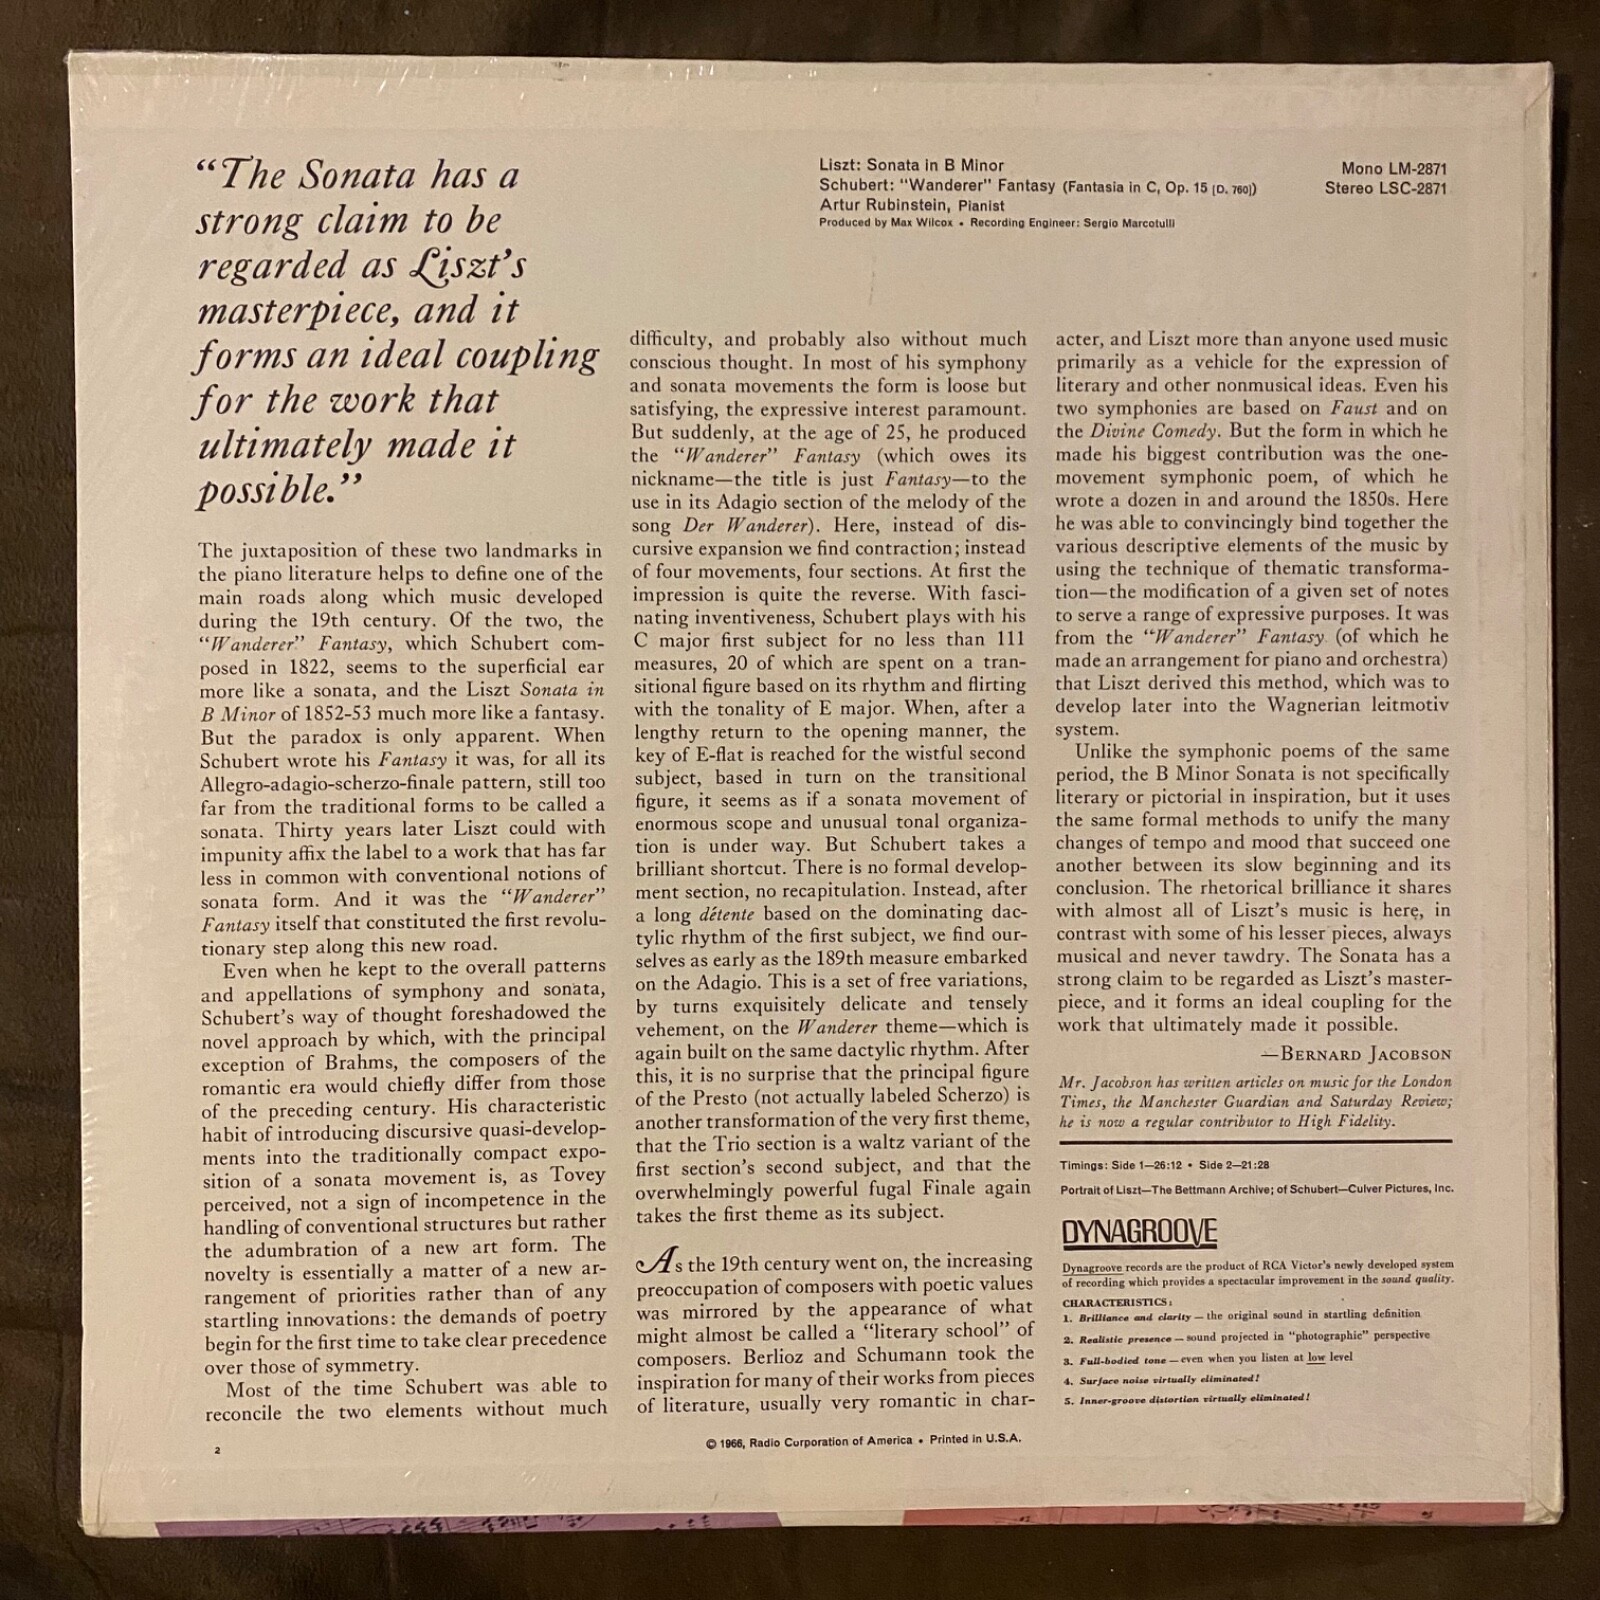 “The Sonata has a
strong claim to be
regarded as Liszt’s
masterpiece, and it
forms an ideal coupling
for the work that
ultimately made it
possible.”
Liszt: Sonata in B Minor
Schubert: "Wanderer" Fantasy (Fantasia in C, Op. 15 [D. 760])
Artur Rubinstein, Pianist
Produced by Max Wilcox • Recording Engineer: Sergio Marcotulli
Mono LM-2871
Stereo LSC-2871
The juxtaposition of these two landmarks in
the piano literature helps to define one of the
main roads along which music developed
during the 19th century. Of the two, the
“Wanderer” Fantasy, which Schubert com-
posed in 1822, seems to the superficial ear
more like a sonata, and the Liszt Sonata in
B Minor of 1852-53 much more like a fantasy.
But the paradox is only apparent. When
Schubert wrote his Fantasy it was, for all its
Allegro-adagio-scherzo-finale pattern, still too
far from the traditional forms to be called a
sonata. Thirty years later Liszt could with
impunity affix the label to a work that has far
less in common with conventional notions of
sonata form. And it was the “Wanderer”
Fantasy itself that constituted the first revolu-
tionary step along this new road.
Even when he kept to the overall patterns
and appellations of symphony and sonata,
Schubert’s way of thought foreshadowed the
novel approach by which, with the principal
exception of Brahms, the composers of the
romantic era would chiefly differ from those
of the preceding century. His characteristic
habit of introducing discursive quasi-develop-
ments into the traditionally compact expo-
sition of a sonata movement is, as Tovey
perceived, not a sign of incompetence in the
handling of conventional structures but rather
the adumbration of a new art form. The
novelty is essentially a matter of a new ar-
rangement of priorities rather than of any
startling innovations: the demands of poetry
begin for the first time to take clear precedence
over those of symmetry.
Most of the time Schubert was able to
reconcile the two elements without much
difficulty, and probably also without much
conscious thought. In most of his symphony
and sonata movements the form is loose but
satisfying, the expressive interest paramount.
But suddenly, at the age of 25, he produced
the “Wanderer” Fantasy (which owes its
nickname—the title is just Fantasy—to the
use in its Adagio section of the melody of the
song Der Wanderer). Here, instead of dis-
cursive expansion we find contraction; instead
of four movements, four sections. At first the
impression is quite the reverse. With fasci-
nating inventiveness, Schubert plays with his
C major first subject for no less than 111
measures, 20 of which are spent on a tran-
sitional figure based on its rhythm and flirting
with the tonality of E major. When, after a
lengthy return to the opening manner, the
key of E-flat is reached for the wistful second
subject, based in turn on the transitional
figure, it seems as if a sonata movement of
enormous scope and unusual tonal organiza-
tion is under way. But Schubert takes a
brilliant shortcut. There is no formal develop-
ment section, no recapitulation. Instead, after
a long détente based on the dominating dac-
tylic rhythm of the first subject, we find our-
selves as early as the 189th measure embarked
on the Adagio. This is a set of free variations,
by turns exquisitely delicate and tensely
vehement, on the Wanderer theme—which is
again built on the same dactylic rhythm. After
this, it is no surprise that the principal figure
of the Presto (not actually labeled Scherzo) is
another transformation of the very first theme,
that the Trio section is a waltz variant of the
first section’s second subject, and that the
overwhelmingly powerful fugal Finale again
takes the first theme as its subject.
As the 19th century went on, the increasing
preoccupation of composers with poetic values
was mirrored by the appearance of what
might almost be called a “literary school” of
composers. Berlioz and Schumann took the
inspiration for many of their works from pieces
of literature, usually very romantic in char-
acter, and Liszt more than anyone used music
primarily as a vehicle for the expression of
literary and other nonmusical ideas. Even his
two symphonies are based on Faust and on
the Divine Comedy. But the form in which he
made his biggest contribution was the one-
movement symphonic poem, of which he
wrote a dozen in and around the 1850s. Here
he was able to convincingly bind together the
various descriptive elements of the music by
using the technique of thematic transforma-
tion—the modification of a given set of notes
to serve a range of expressive purposes. It was
from the “Wanderer” Fantasy (of which he
made an arrangement for piano and orchestra)
that Liszt derived this method, which was to
develop later into the Wagnerian leitmotiv
system.
Unlike the symphonic poems of the same
period, the B Minor Sonata is not specifically
literary or pictorial in inspiration, but it uses
the same formal methods to unify the many
changes of tempo and mood that succeed one
another between its slow beginning and its
conclusion. The rhetorical brilliance it shares
with almost all of Liszt’s music is here, in
contrast with some of his lesser pieces, always
musical and never tawdry. The Sonata has a
strong claim to be regarded as Liszt’s master-
piece, and it forms an ideal coupling for the
work that ultimately made it possible.
—BERNARD JACOBSON
Mr. Jacobson has written articles on music for the London
Times, the Manchester Guardian and Saturday Review;
he is now a regular contributor to High Fidelity.
Timings: Side 1—26:12 • Side 2—21:28
Portrait of Liszt—The Bettmann Archive; of Schubert—Culver Pictures, Inc.
DYNAGROOVE
Dynagroove records are the product of RCA Victor's newly developed system
of recording which provides a spectacular improvement in the sound quality.
CHARACTERISTICS:
1. Brilliance and clarity — the original sound in startling definition
2. Realistic presence — sound projected in "photographic" perspective
3. Full-bodied tone — even when you listen at low level
4. Surface noise virtually eliminated!
5. Inner-groove distortion virtually eliminated!
2
© 1966, Radio Corporation of America • Printed in U.S.A.